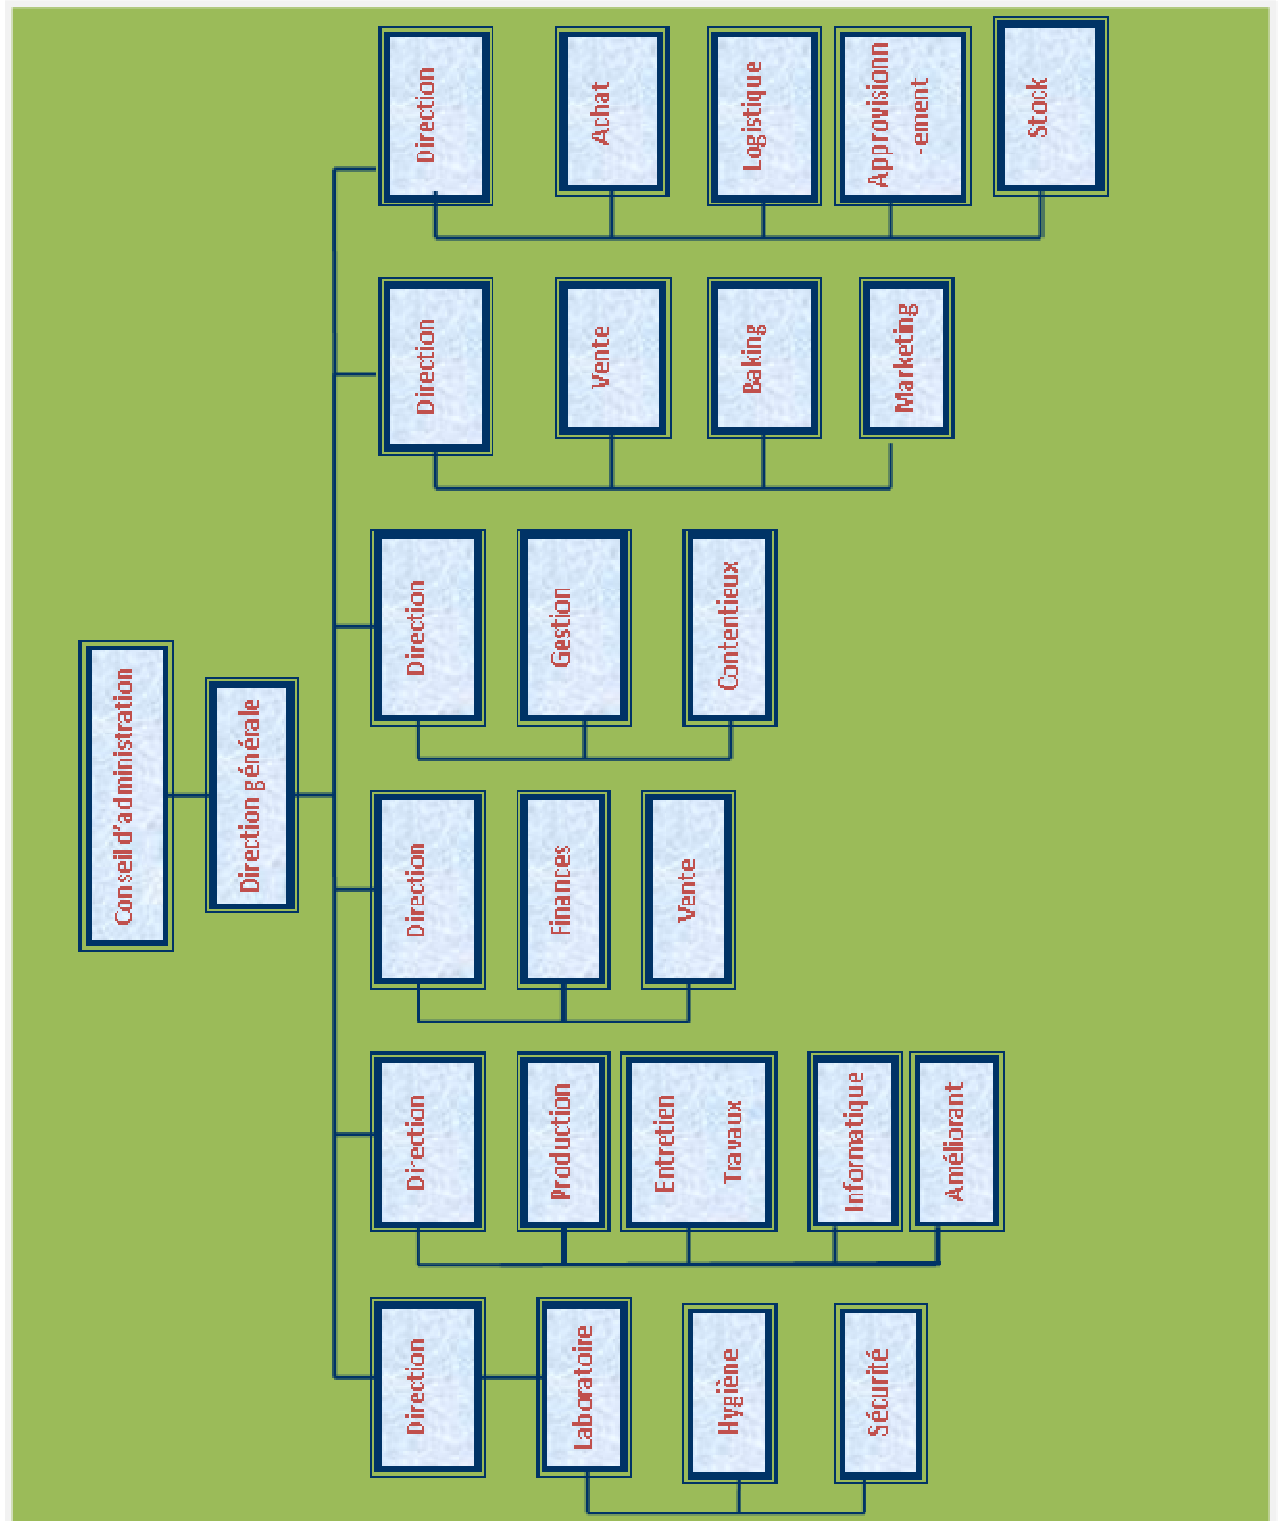 Conseil d'administration
Direction générale
Direction
Laboratoire
Hygiène
Sécurité
Direction
Production
Entretien
Travaux
Informatique
Améliorant
Direction
Finances
Vente
Direction
Gestion
Contentieux
Direction
Vente
Baking
Marketing
Direction
Achat
Logistique
Approvisionn
-ement
Stock